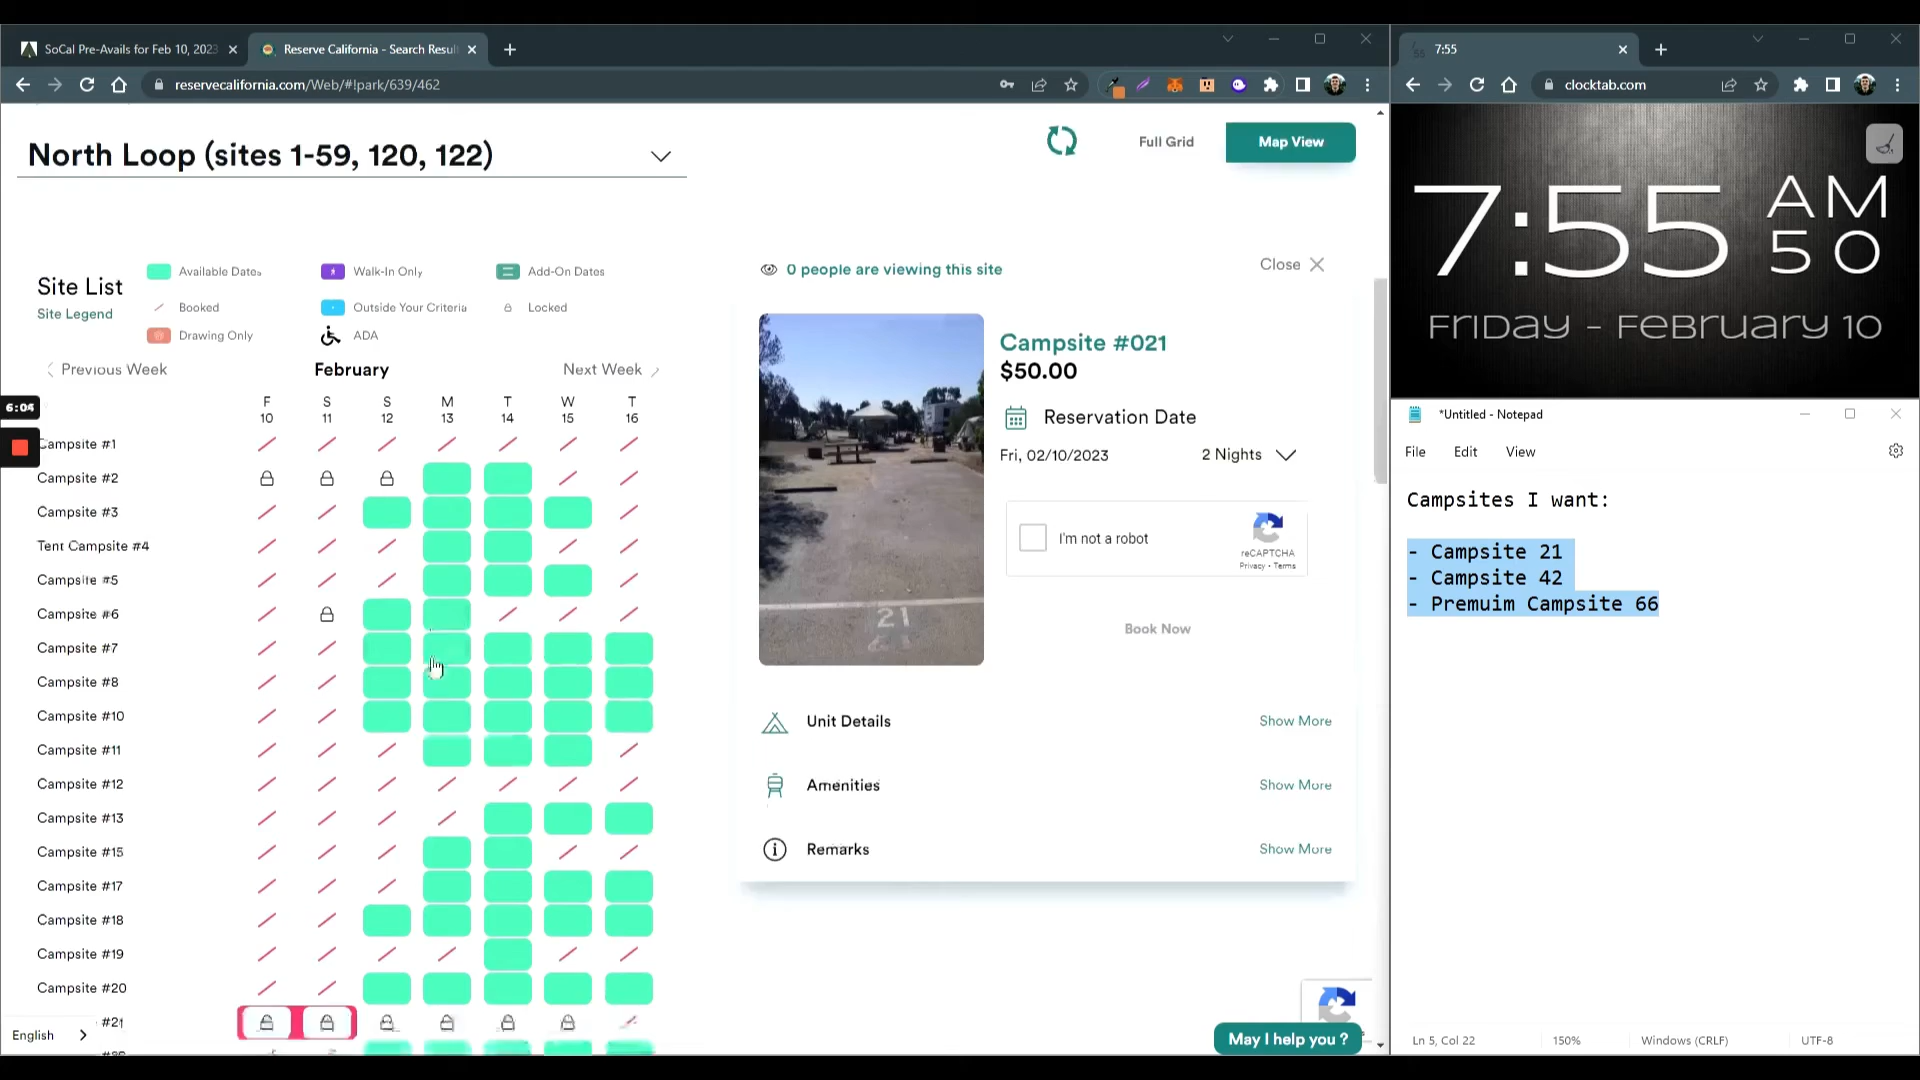 SoCal Pre-Avails for Feb 10, 2023
Reserve California - Search Resul
reservecalifornia.com/Web/#!park/639/462
North Loop (sites 1-59, 120, 122)
Full Grid
Map View
Site List
Site Legend
Available Dates
Walk-In Only
Add-On Dates
Booked
Outside Your Criteria
Locked
Drawing Only
ADA
Previous Week
February
Next Week
F S S M T W T
10 11 12 13 14 15 16
6:04
Campsite #1
Campsite #2
Campsite #3
Tent Campsite #4
Campsite #5
Campsite #6
Campsite #7
Campsite #8
Campsite #10
Campsite #11
Campsite #12
Campsite #13
Campsite #15
Campsite #17
Campsite #18
Campsite #19
Campsite #20
#21
English
0 people are viewing this site
Close
21
Campsite #021
$50.00
Reservation Date
Fri, 02/10/2023
2 Nights
I'm not a robot
reCAPTCHA
Privacy • Terms
Book Now
Unit Details
Show More
Amenities
Show More
Remarks
Show More
May I help you ?
7:55
clocktab.com
7:55 AM
50
Friday - February 10
*Untitled - Notepad
File
Edit
View
Campsites I want:
- Campsite 21
- Campsite 42
- Premuim Campsite 66
Ln 5, Col 22
150%
Windows (CRLF)
UTF-8